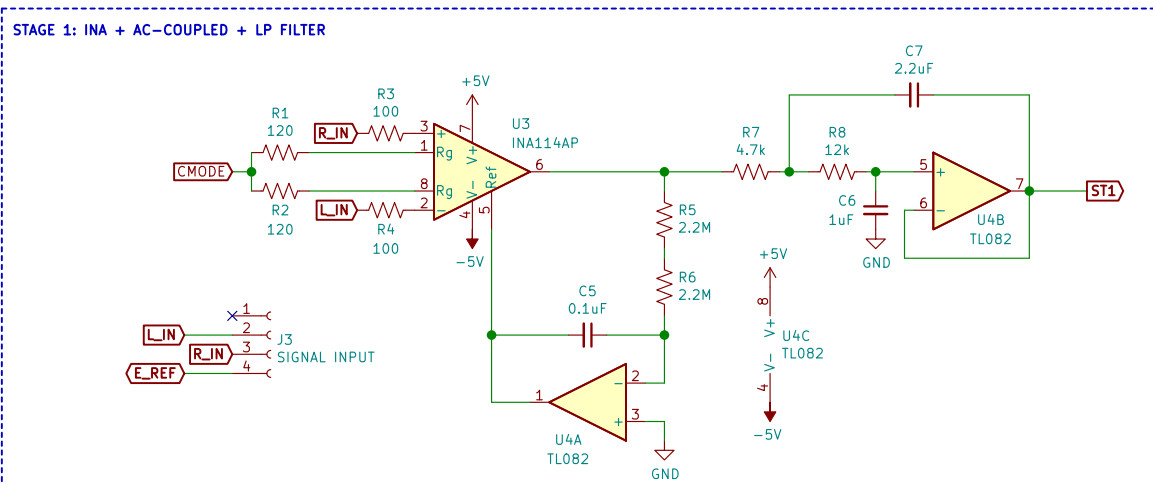 STAGE 1: INA + AC-COUPLED + LP FILTER
C7
2.2uF
+5V
R3
100
R1
120
U3
INA114AP
R_IN
3
+
7
V+
1
Rg
R7
4.7k
R8
12k
CMODE
6
Ref
5
+
7
ST1
8
Rg
V-
L_IN
2
-
4
5
R2
120
R4
100
-5V
C6
1uF
6
-
U4B
TL082
GND
R5
2.2M
+5V
R6
2.2M
8
V+
U4C
TL082
V-
4
-5V
C5
0.1uF
1
L_IN
2
R_IN
3
E_REF
4
J3
SIGNAL INPUT
2
-
1
3
+
U4A
TL082
GND